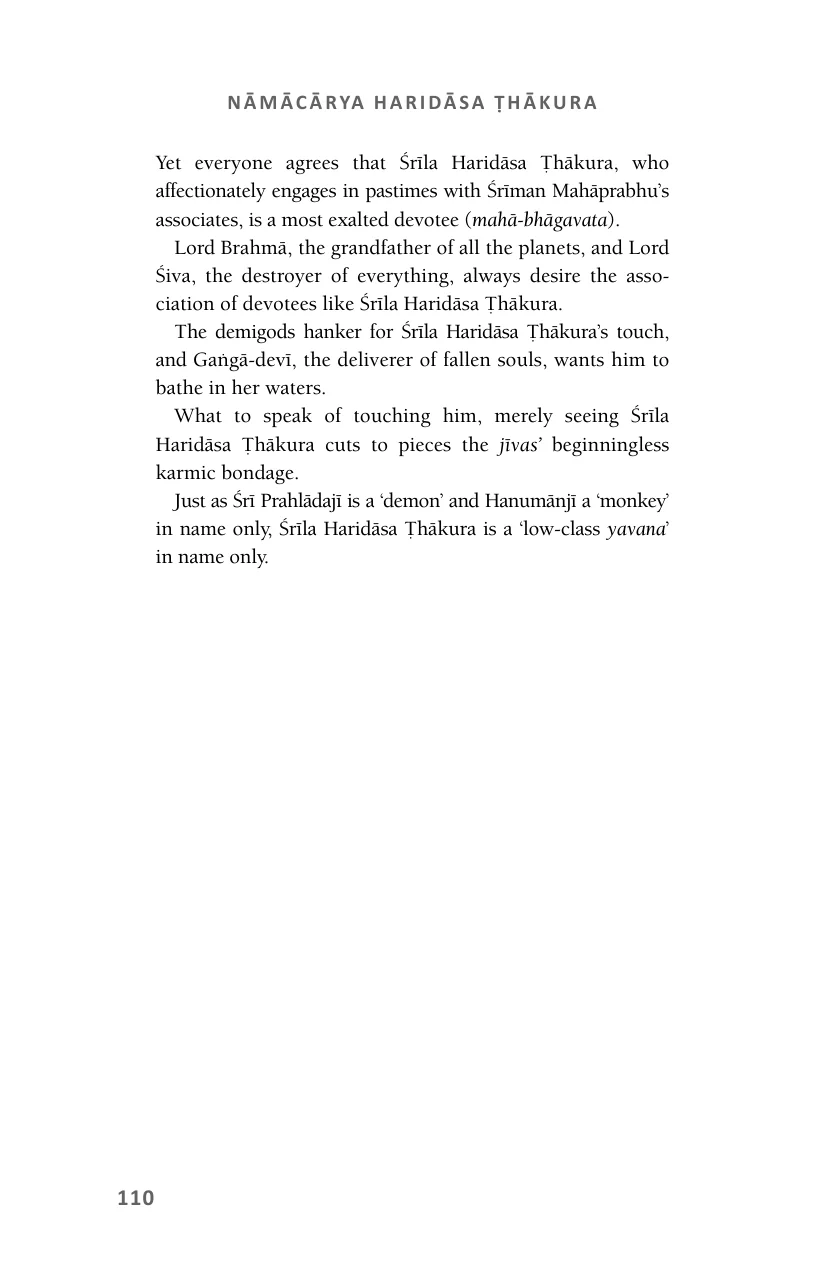 NĀMĀCĀRYA HARIDĀSA ṬHĀKURA
Yet everyone agrees that Śrīla Haridāsa Ṭhākura, who
affectionately engages in pastimes with Śrīman Mahāprabhu’s
associates, is a most exalted devotee (mahā-bhāgavata).
Lord Brahmā, the grandfather of all the planets, and Lord
Śiva, the destroyer of everything, always desire the asso-
ciation of devotees like Śrīla Haridāsa Ṭhākura.
The demigods hanker for Śrīla Haridāsa Ṭhākura’s touch,
and Gaṅgā-devī, the deliverer of fallen souls, wants him to
bathe in her waters.
What to speak of touching him, merely seeing Śrīla
Haridāsa Ṭhākura cuts to pieces the jīvas’ beginningless
karmic bondage.
Just as Śrī Prahlādajī is a ‘demon’ and Hanumānjī a ‘monkey’
in name only, Śrīla Haridāsa Ṭhākura is a ‘low-class yavana’
in name only.
110